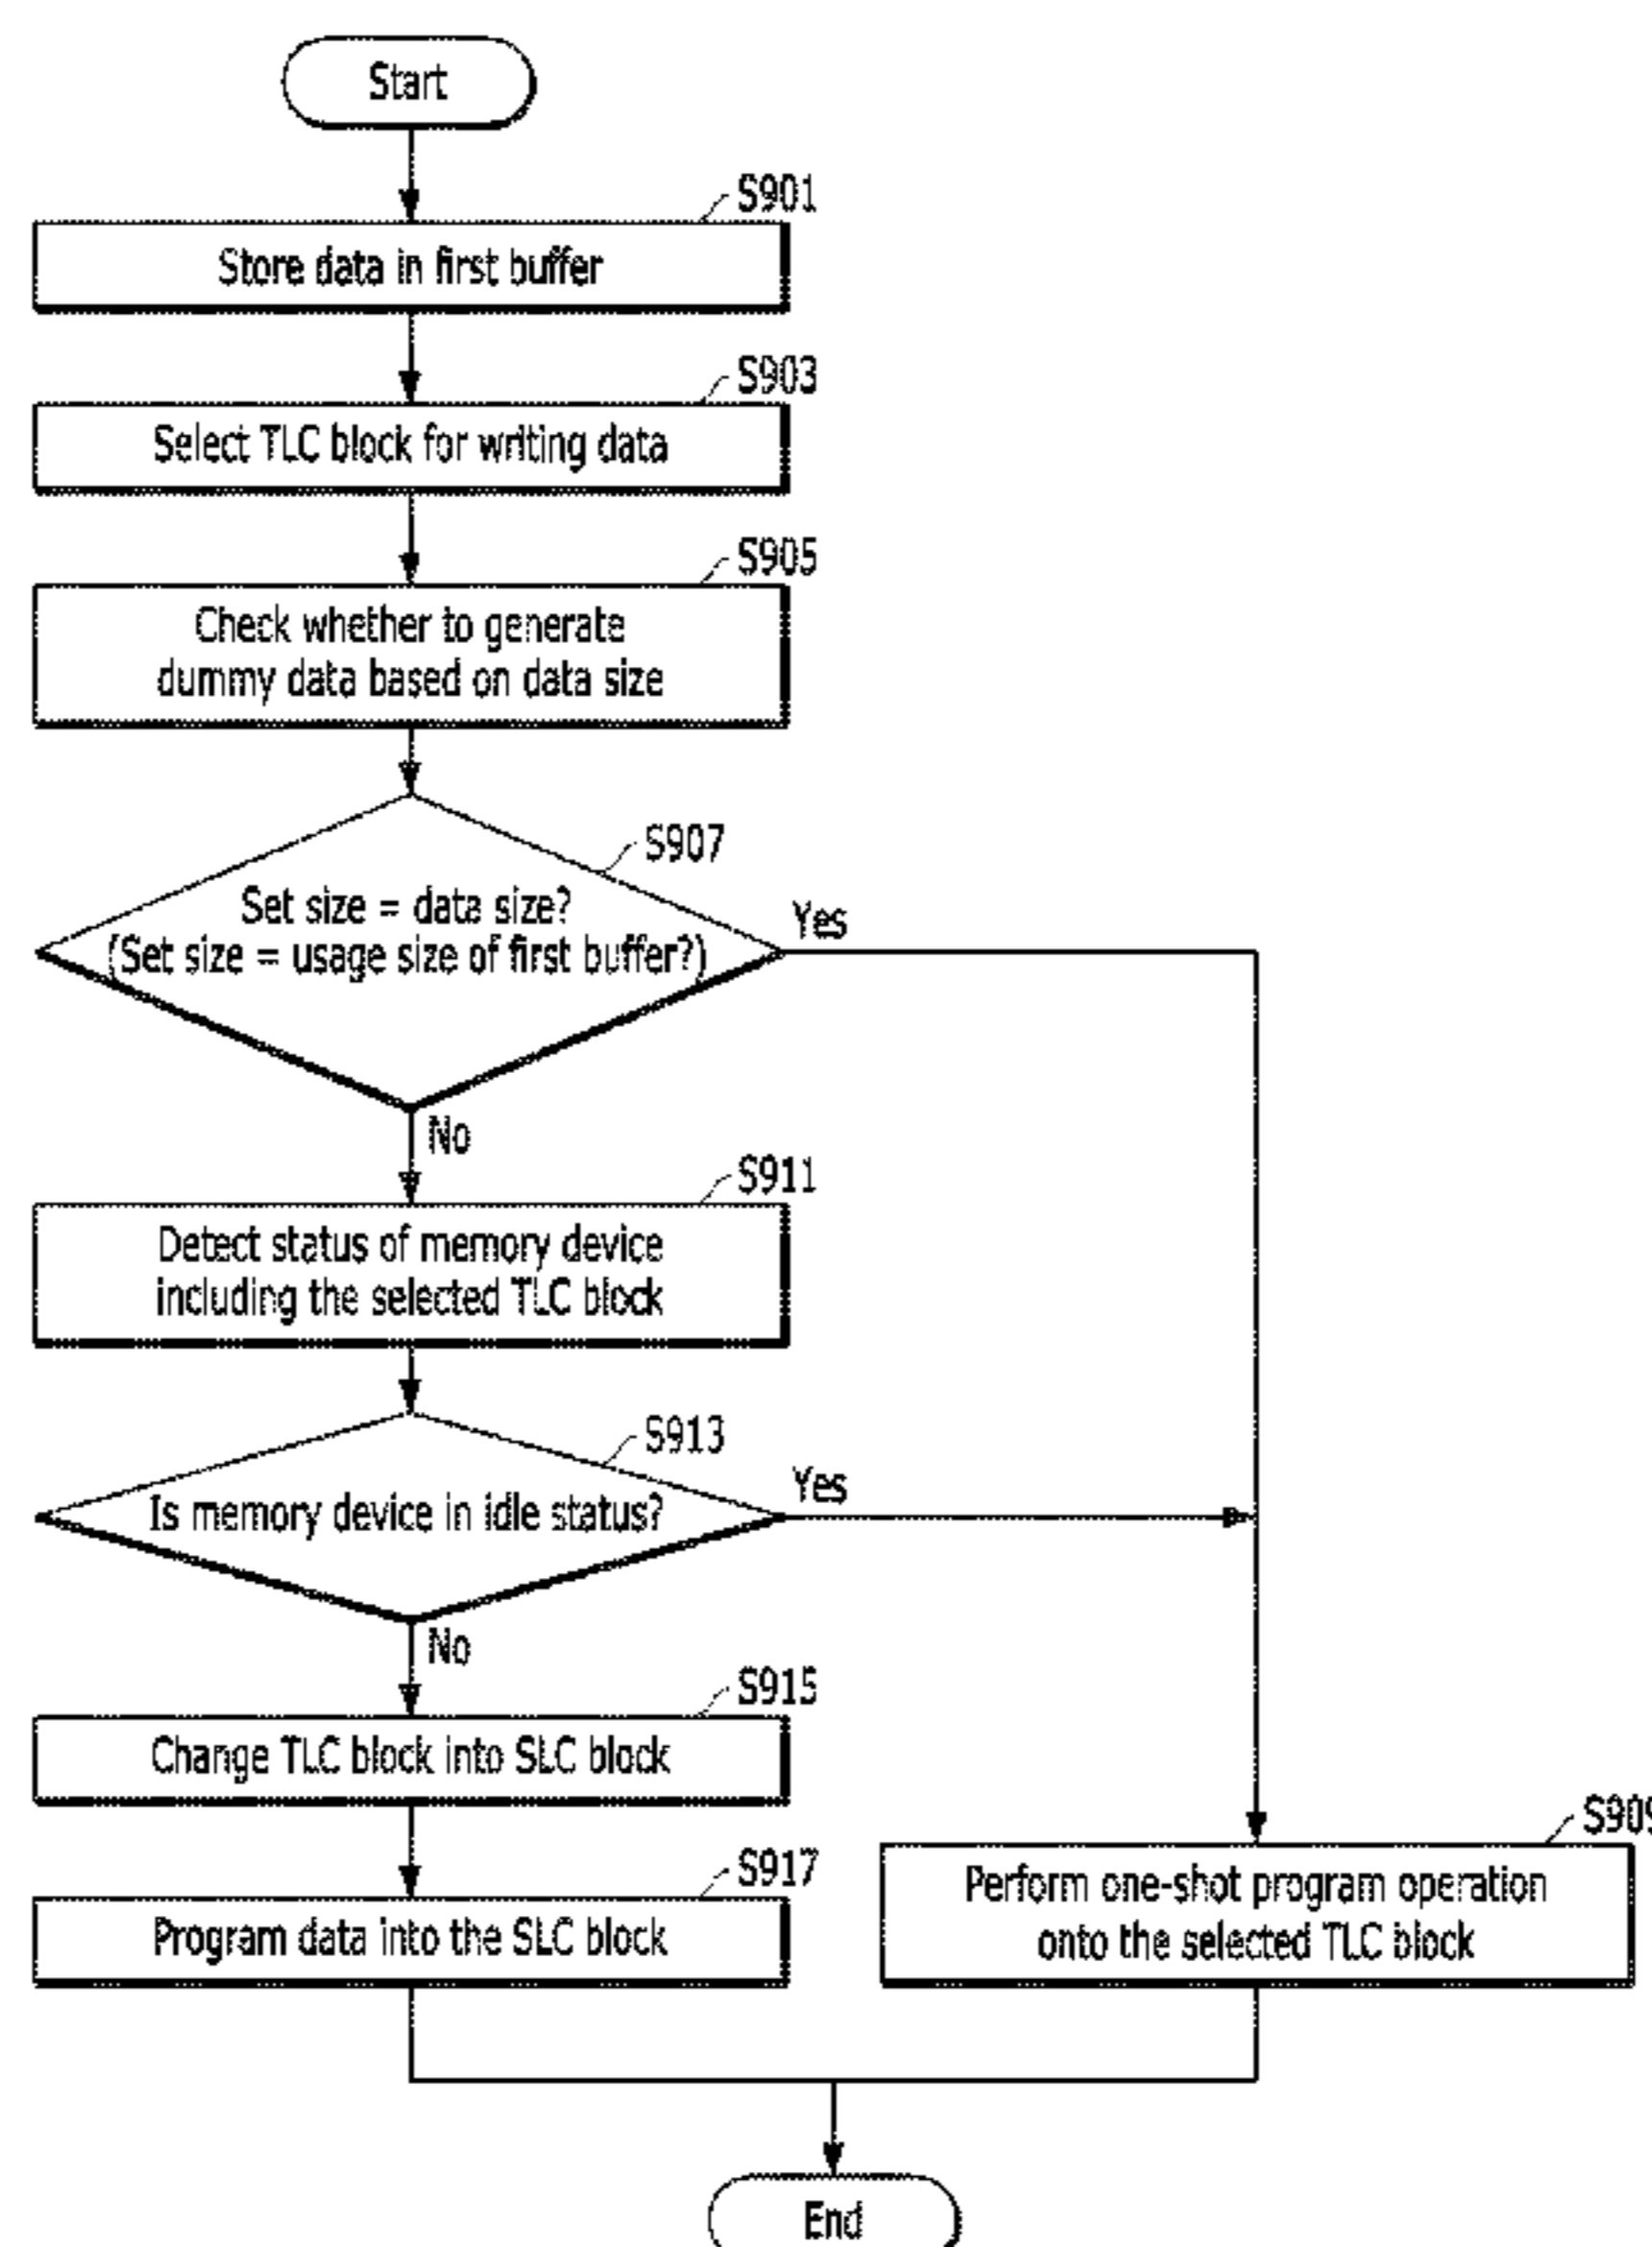 Start
S901
Store data in first buffer
S903
Select TLC block for writing data
S905
Check whether to generate
dummy data based on data size
S907
Set size = data size?
(Set size = usage size of first buffer?)
Yes
No
S911
Detect status of memory device
including the selected TLC block
S913
Is memory device in idle status?
Yes
No
S915
Change TLC block into SLC block
S917
Program data into the SLC block
S909
Perform one-shot program operation
onto the selected TLC block
End